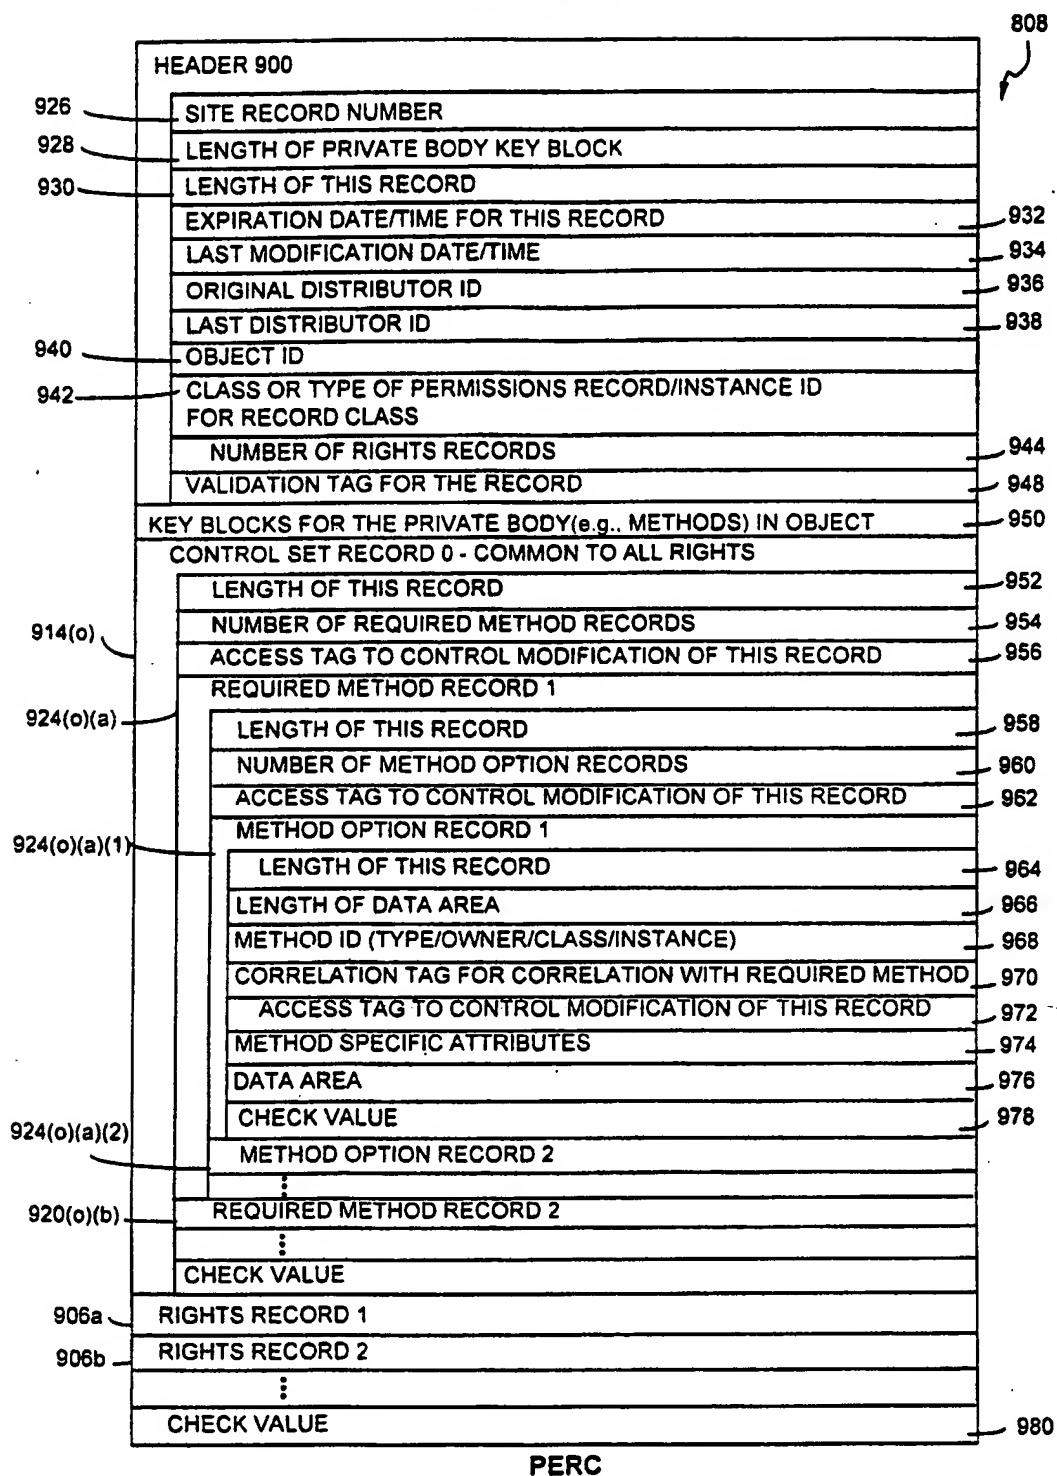 808
HEADER 900
926 SITE RECORD NUMBER
928 LENGTH OF PRIVATE BODY KEY BLOCK
930 LENGTH OF THIS RECORD
EXPIRATION DATE/TIME FOR THIS RECORD 932
LAST MODIFICATION DATE/TIME 934
ORIGINAL DISTRIBUTOR ID 936
LAST DISTRIBUTOR ID 938
940 OBJECT ID
942 CLASS OR TYPE OF PERMISSIONS RECORD/INSTANCE ID
FOR RECORD CLASS
NUMBER OF RIGHTS RECORDS 944
VALIDATION TAG FOR THE RECORD 948
KEY BLOCKS FOR THE PRIVATE BODY(e.g., METHODS) IN OBJECT 950
CONTROL SET RECORD 0 - COMMON TO ALL RIGHTS
LENGTH OF THIS RECORD 952
914(o) NUMBER OF REQUIRED METHOD RECORDS 954
ACCESS TAG TO CONTROL MODIFICATION OF THIS RECORD 956
REQUIRED METHOD RECORD 1
924(o)(a) LENGTH OF THIS RECORD 958
NUMBER OF METHOD OPTION RECORDS 960
ACCESS TAG TO CONTROL MODIFICATION OF THIS RECORD 962
METHOD OPTION RECORD 1
924(o)(a)(1) LENGTH OF THIS RECORD 964
LENGTH OF DATA AREA 966
METHOD ID (TYPE/OWNER/CLASS/INSTANCE) 968
CORRELATION TAG FOR CORRELATION WITH REQUIRED METHOD 970
ACCESS TAG TO CONTROL MODIFICATION OF THIS RECORD 972
METHOD SPECIFIC ATTRIBUTES 974
DATA AREA 976
CHECK VALUE 978
924(o)(a)(2) METHOD OPTION RECORD 2
920(o)(b) REQUIRED METHOD RECORD 2
CHECK VALUE
906a RIGHTS RECORD 1
906b RIGHTS RECORD 2
CHECK VALUE 980
PERC